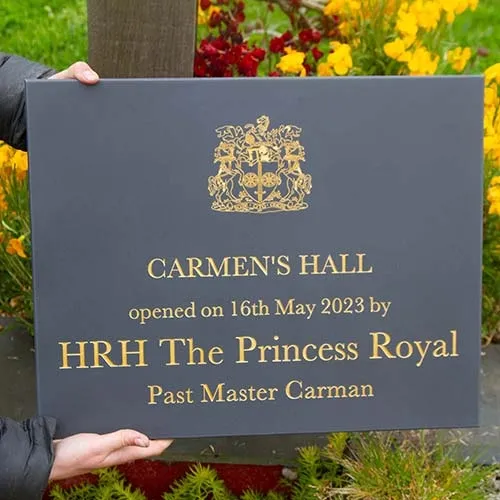 CARMEN'S HALL
opened on 16th May 2023 by
HRH The Princess Royal
Past Master Carman